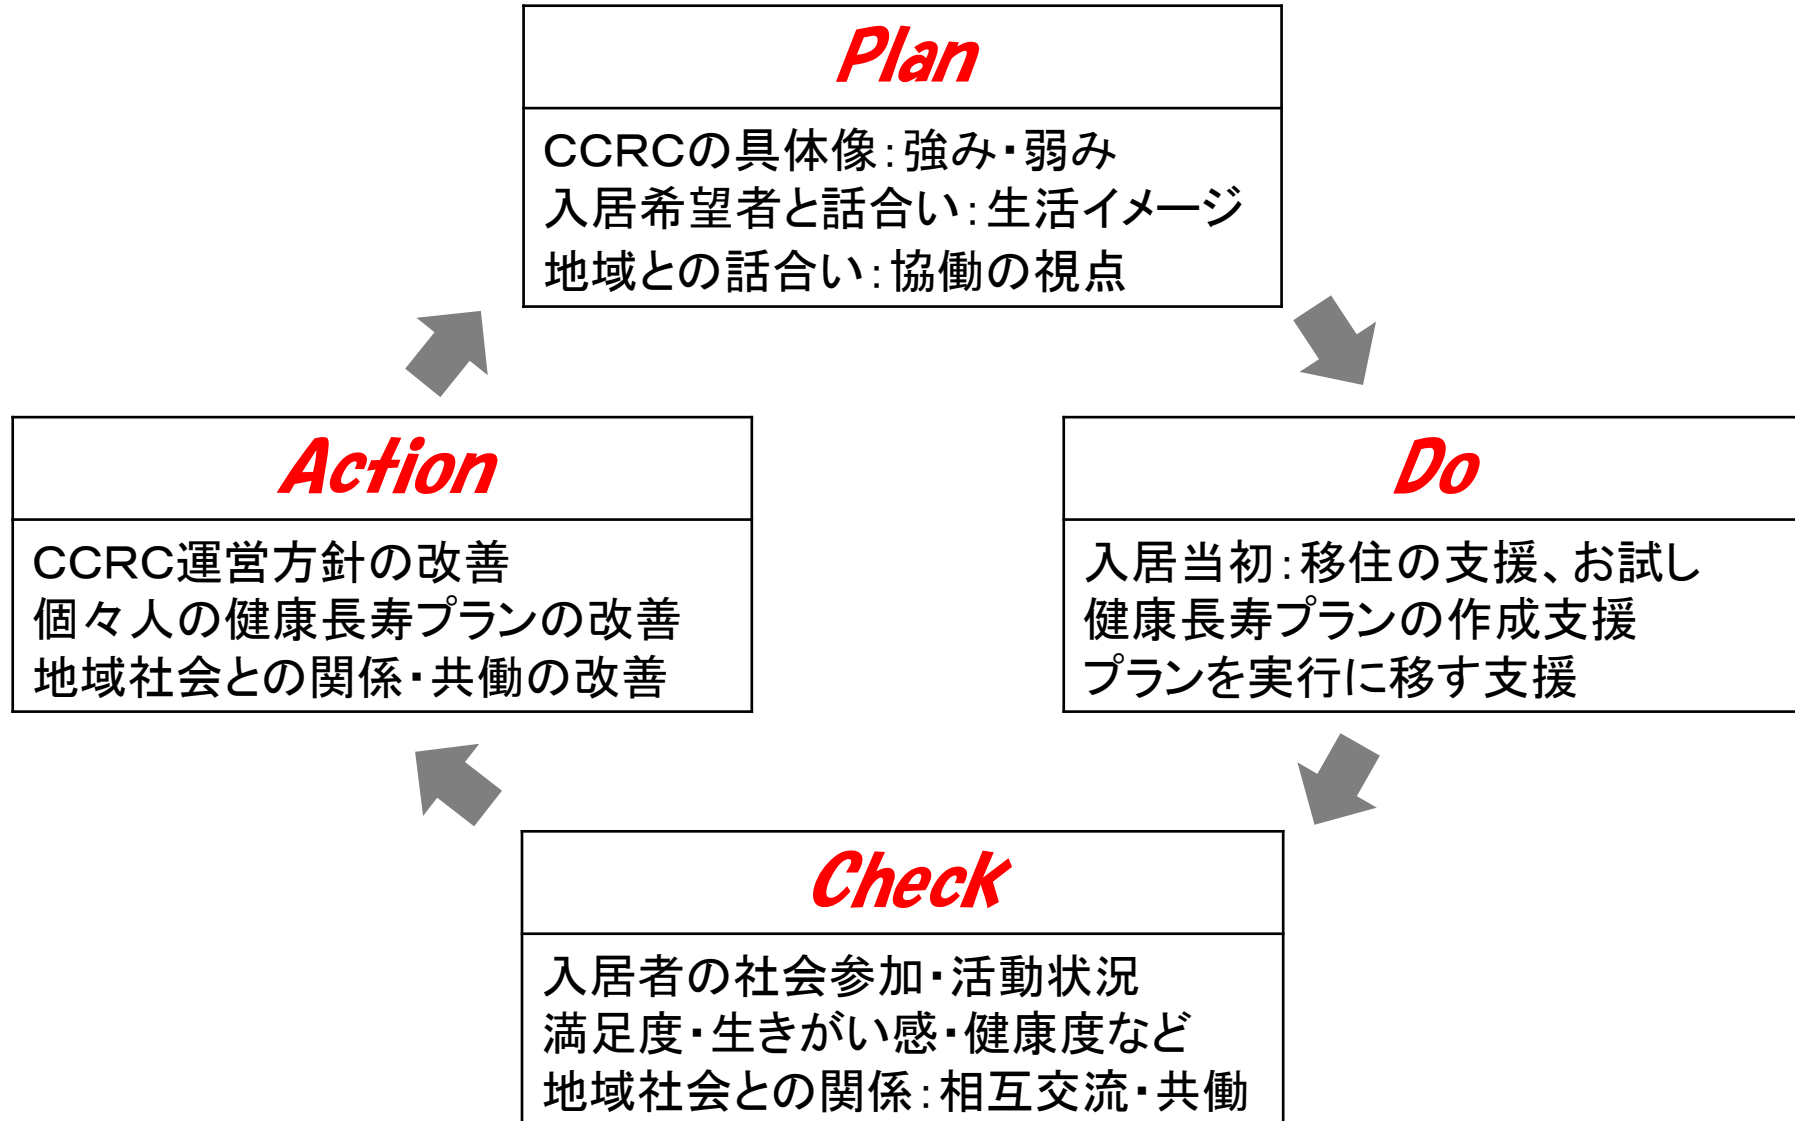 Plan
CCRCの具体像：強み・弱み
入居希望者と話合い：生活イメージ
地域との話合い：協働の視点
Action
CCRC運営方針の改善
個々人の健康長寿プランの改善
地域社会との関係・共働の改善
Do
入居当初：移住の支援、お試し
健康長寿プランの作成支援
プランを実行に移す支援
Check
入居者の社会参加・活動状況
満足度・生きがい感・健康度など
地域社会との関係：相互交流・共働